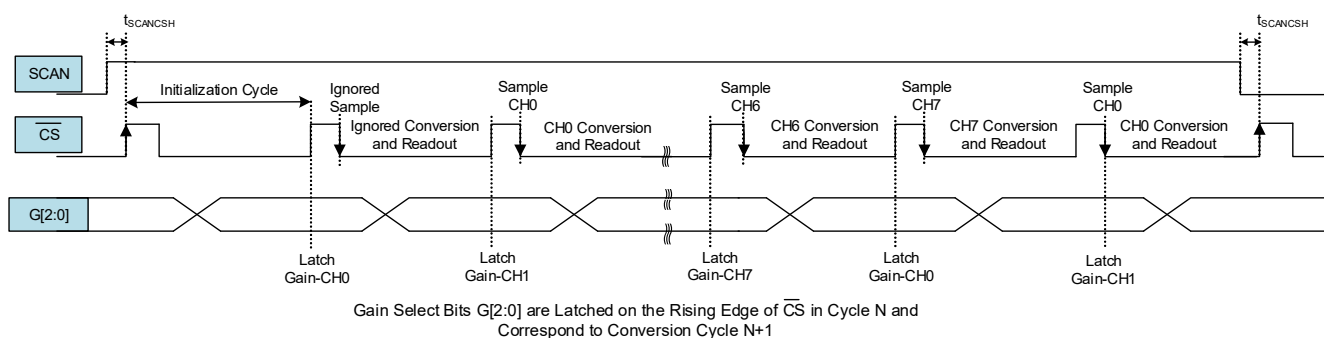 tSCANCSH
tSCANCSH
SCAN
Initialization Cycle
Ignored
Sample
Sample
CH0
Sample
CH6
Sample
CH7
Sample
CH0
CS
Ignored Conversion
and Readout
CH0 Conversion
and Readout
CH6 Conversion
and Readout
CH7 Conversion
and Readout
CH0 Conversion
and Readout
G[2:0]
Latch
Gain-CH0
Latch
Gain-CH1
Latch
Gain-CH7
Latch
Gain-CH0
Latch
Gain-CH1
Gain Select Bits G[2:0] are Latched on the Rising Edge of CS in Cycle N and
Correspond to Conversion Cycle N+1